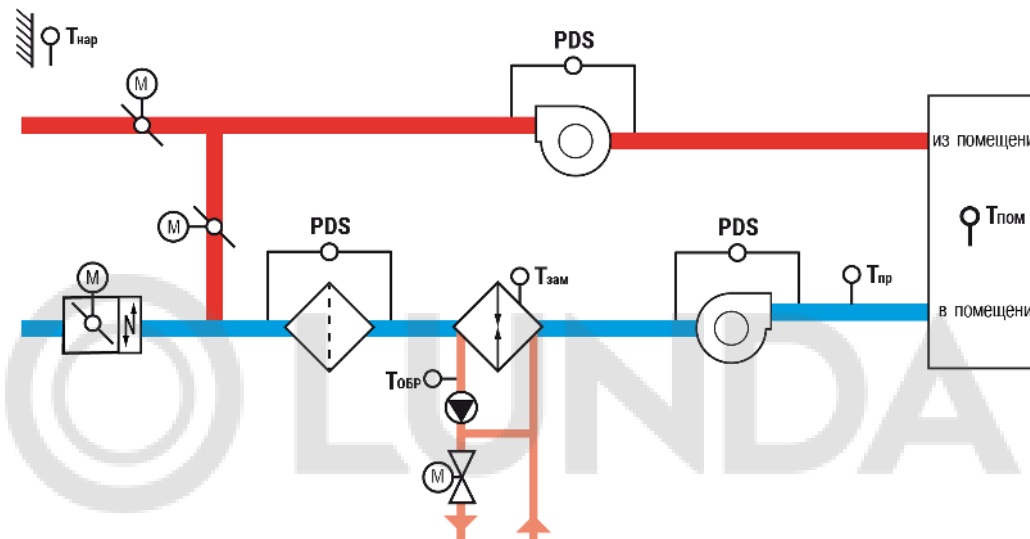 Tнар
M
PDS
из помещени
M
PDS
PDS
Tпом
M
Tзам
Tпр
N
в помещени
TОБР
M
LUNDA